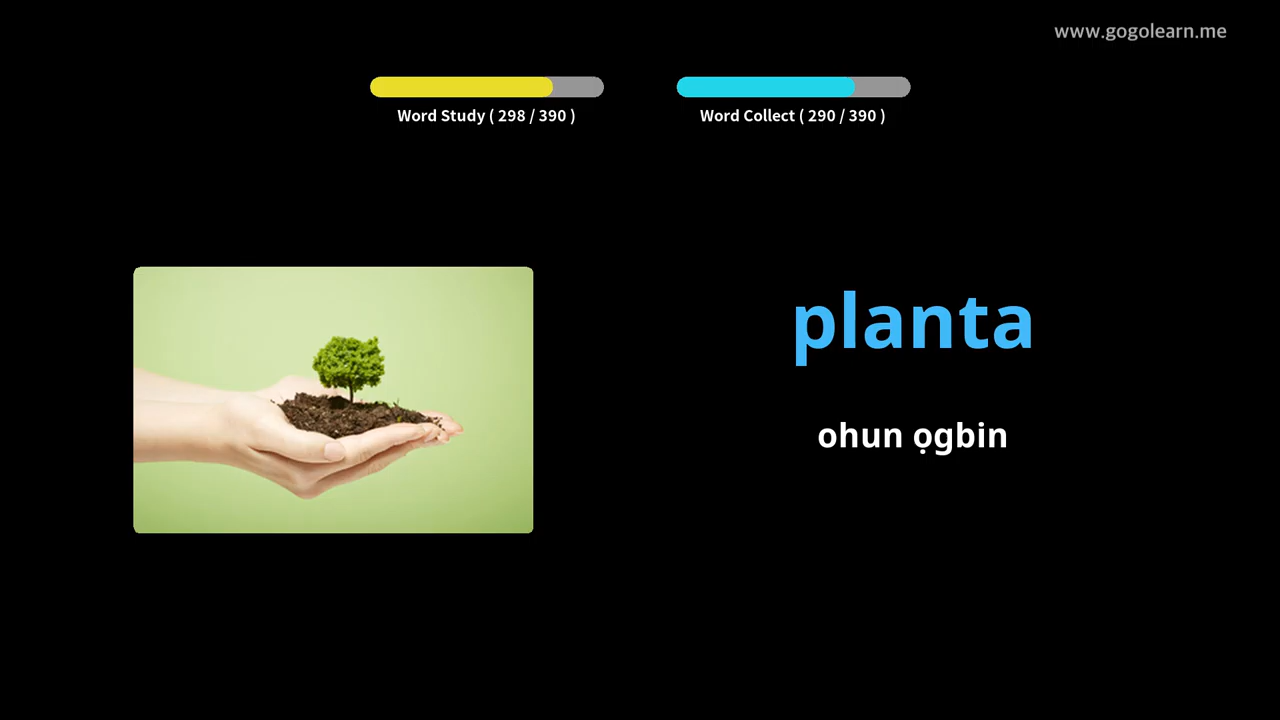 www.gogolearn.me
Word Study ( 298 / 390 )
Word Collect ( 290 / 390 )
planta
ohun ọgbin